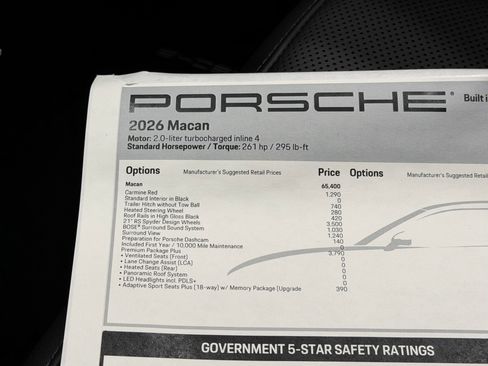 PORSCHE®
Built i
2026 Macan
Motor: 2.0-liter turbocharged inline 4
Standard Horsepower / Torque: 261 hp / 295 lb-ft
Options Manufacturer's Suggested Retail Prices Price Options Manufacturer's Suggested Retail
Macan 65,400
Carmine Red 1,290
Standard Interior in Black 0
Trailer Hitch without Tow Ball 740
Heated Steering Wheel 280
Roof Rails in High Gloss Black 420
21" RS Spyder Design Wheels 3,500
BOSE® Surround Sound System 1,030
Surround View 1,240
Preparation for Porsche Dashcam 140
Included First Year / 10,000 Mile Maintenance 0
Premium Package Plus 3,790
• Ventilated Seats (Front) 0
• Lane Change Assist (LCA) 0
• Heated Seats (Rear) 0
• Panoramic Roof System 0
• LED Headlights incl. PDLS+ 0
• Adaptive Sport Seats Plus (18-way) w/ Memory Package (Upgrade 390
GOVERNMENT 5-STAR SAFETY RATINGS